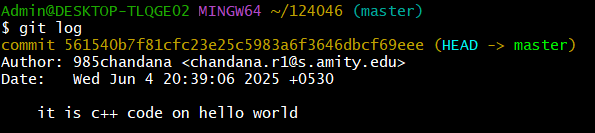 Admin@DESKTOP-TLQGE02 MINGW64 ~/124046 (master)
$ git log
commit 561540b7f81cfc23e25c5983a6f3646dbcf69eee (HEAD -> master)
Author: 985chandana <chandana.r1@s.amity.edu>
Date:   Wed Jun 4 20:39:06 2025 +0530
    it is c++ code on hello world